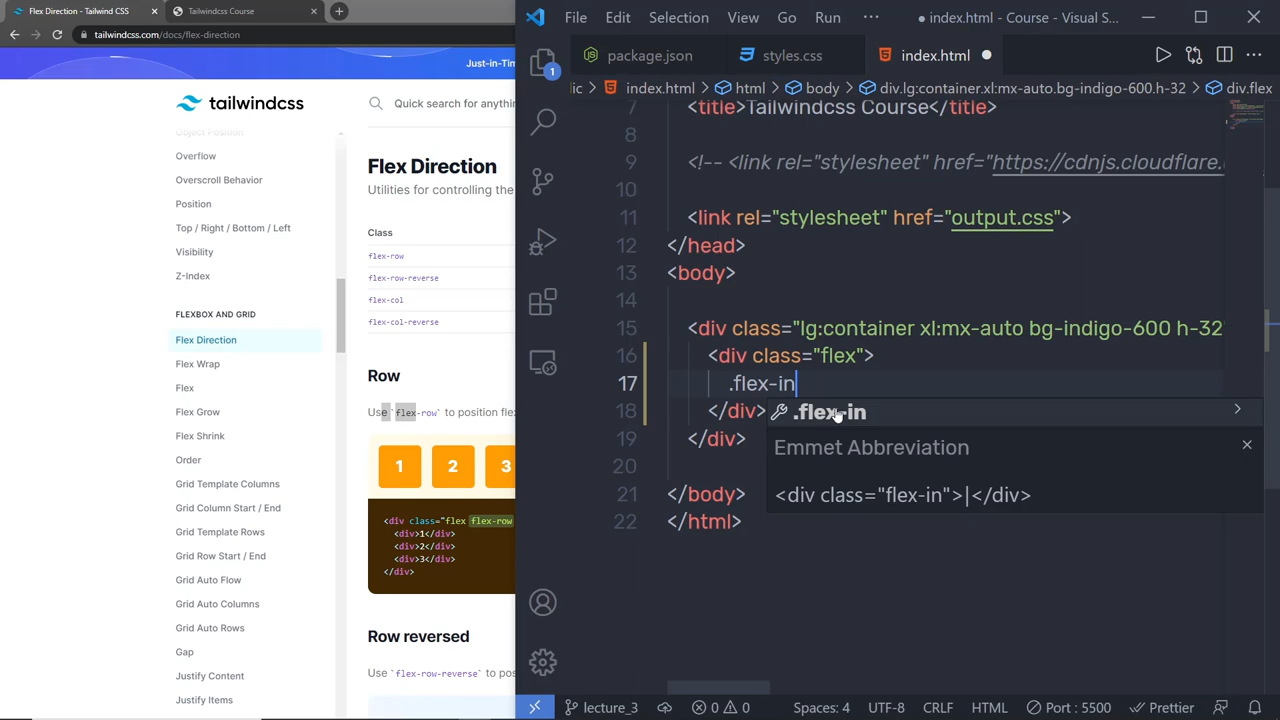 Flex Direction - Tailwind CSS
Tailwindcss Course
tailwindcss.com/docs/flex-direction
Just-in-Tim
tailwindcss
Quick search for anythin
Object Position
Overflow
Overscroll Behavior
Position
Top / Right / Bottom / Left
Visibility
Z-Index
FLEXBOX AND GRID
Flex Direction
Flex Wrap
Flex
Flex Grow
Flex Shrink
Order
Grid Template Columns
Grid Column Start / End
Grid Template Rows
Grid Row Start / End
Grid Auto Flow
Grid Auto Columns
Grid Auto Rows
Gap
Justify Content
Justify Items
Flex Direction
Utilities for controlling the
Class
flex-row
flex-row-reverse
flex-col
flex-col-reverse
Row
Use `flex-row` to position flex
1 2 3
<div class="flex flex-row
<div>1</div>
<div>2</div>
<div>3</div>
</div>
Row reversed
Use `flex-row-reverse` to pos
File Edit Selection View Go Run ··· ● index.html - Course - Visual S...
package.json
styles.css
index.html
1
lic > index.html > html > body > div.lg:container.xl:mx-auto.bg-indigo-600.h-32 > div.flex
7 <title>Tailwindcss Course</title>
8
9 <!-- <link rel="stylesheet" href="https://cdnjs.cloudflare.c
10
11 <link rel="stylesheet" href="output.css">
12 </head>
13 <body>
14
15 <div class="lg:container xl:mx-auto bg-indigo-600 h-32"
16 <div class="flex">
17 .flex-in
18 </div>
19 </div>
20
21 </body>
22 </html>
.flex-in
Emmet Abbreviation
<div class="flex-in">|</div>
lecture_3 0 0 Spaces: 4 UTF-8 CRLF HTML Port : 5500 Prettier